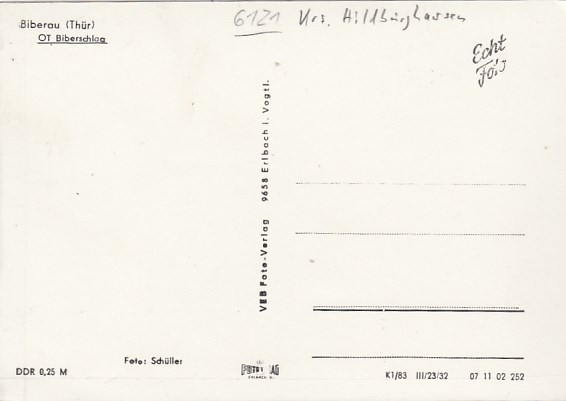 Biberau (Thür)
OT Biberschlag
6121 Krs. Hildburghausen
Echt
Foto
VEB Foto-Verlag 9658 Erlbach i. Vogtl.
Foto: Schüller
DDR 0,25 M
K1/83 III/23/32 07 11 02 252